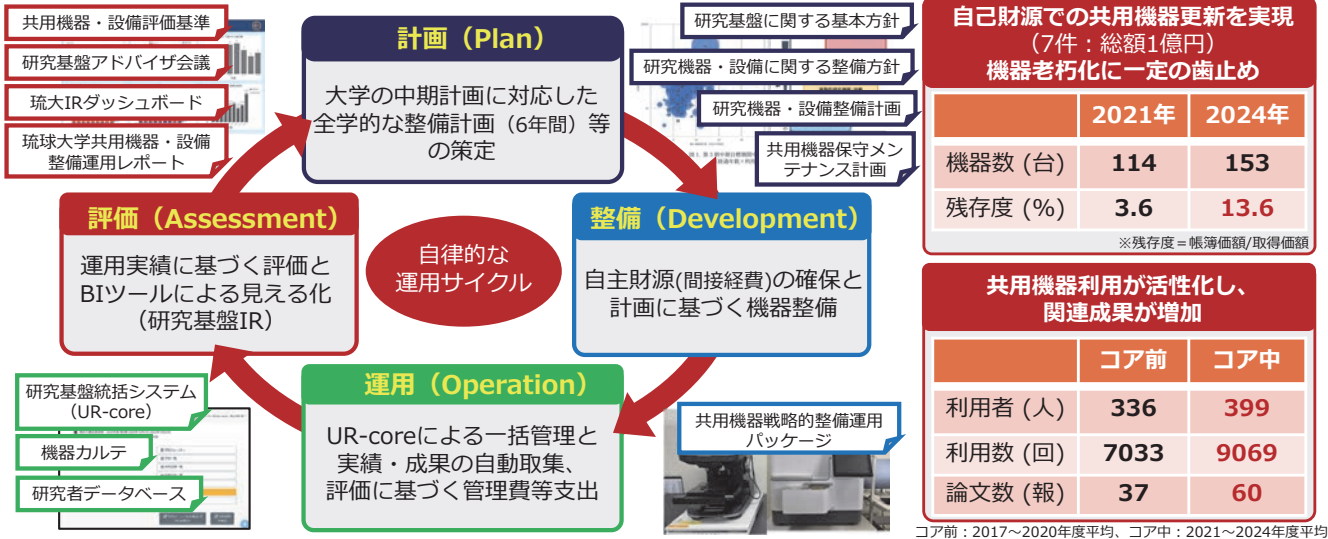 共用機器・設備評価基準
研究基盤アドバイザ会議
琉大IRダッシュボード
琉球大学共用機器・設備
整備運用レポート
計画（Plan）
大学の中期計画に対応した
全学的な整備計画（6年間）等
の策定
研究基盤に関する基本方針
研究機器・設備に関する整備方針
研究機器・設備整備計画
共用機器保守メン
テナンス計画
評価（Assessment）
運用実績に基づく評価と
BIツールによる見える化
（研究基盤IR）
自律的な
運用サイクル
整備（Development）
自主財源(間接経費)の確保と
計画に基づく機器整備
研究基盤統括システム
（UR-core）
機器カルテ
研究者データベース
運用（Operation）
UR-coreによる一括管理と
実績・成果の自動取集、
評価に基づく管理費等支出
共用機器戦略的整備運用
パッケージ
自己財源での共用機器更新を実現
（7件：総額1億円）
機器老朽化に一定の歯止め
2021年 2024年
機器数 (台) 114 153
残存度 (%) 3.6 13.6
※残存度＝帳簿価額/取得価額
共用機器利用が活性化し、
関連成果が増加
コア前 コア中
利用者 (人) 336 399
利用数 (回) 7033 9069
論文数 (報) 37 60
コア前：2017～2020年度平均、コア中：2021～2024年度平均